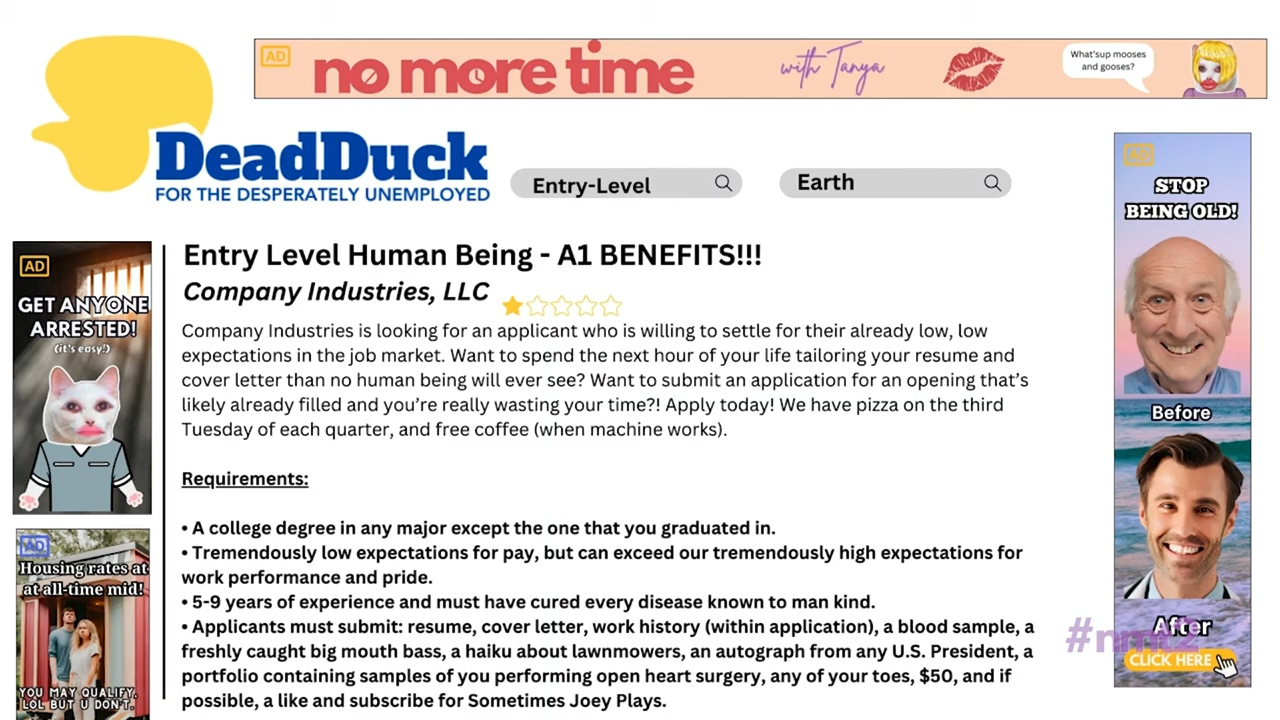 AD
no more time
with Tanya
What'sup mooses
and gooses?
DeadDuck
FOR THE DESPERATELY UNEMPLOYED
Entry-Level
Earth
AD
GET ANYONE
ARRESTED!
(it's easy!)
AD
Housing rates at
at all-time mid!
YOU MAY QUALIFY,
LOL BUT U DON'T.
Entry Level Human Being - A1 BENEFITS!!!
Company Industries, LLC
Company Industries is looking for an applicant who is willing to settle for their already low, low
expectations in the job market. Want to spend the next hour of your life tailoring your resume and
cover letter than no human being will ever see? Want to submit an application for an opening that's
likely already filled and you're really wasting your time?! Apply today! We have pizza on the third
Tuesday of each quarter, and free coffee (when machine works).
Requirements:
• A college degree in any major except the one that you graduated in.
• Tremendously low expectations for pay, but can exceed our tremendously high expectations for
work performance and pride.
• 5-9 years of experience and must have cured every disease known to man kind.
• Applicants must submit: resume, cover letter, work history (within application), a blood sample, a
freshly caught big mouth bass, a haiku about lawnmowers, an autograph from any U.S. President, a
portfolio containing samples of you performing open heart surgery, any of your toes, $50, and if
possible, a like and subscribe for Sometimes Joey Plays.
AD
STOP
BEING OLD!
Before
After
CLICK HERE